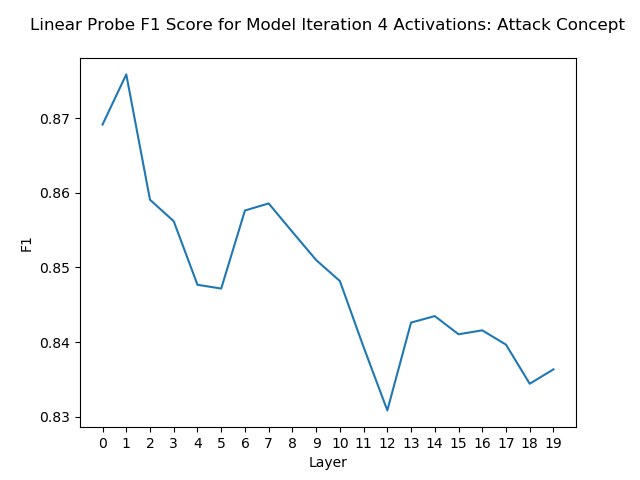 Linear Probe F1 Score for Model Iteration 4 Activations: Attack Concept
0.87
0.86
0.85
0.84
0.83
F1
0 1 2 3 4 5 6 7 8 9 10 11 12 13 14 15 16 17 18 19
Layer